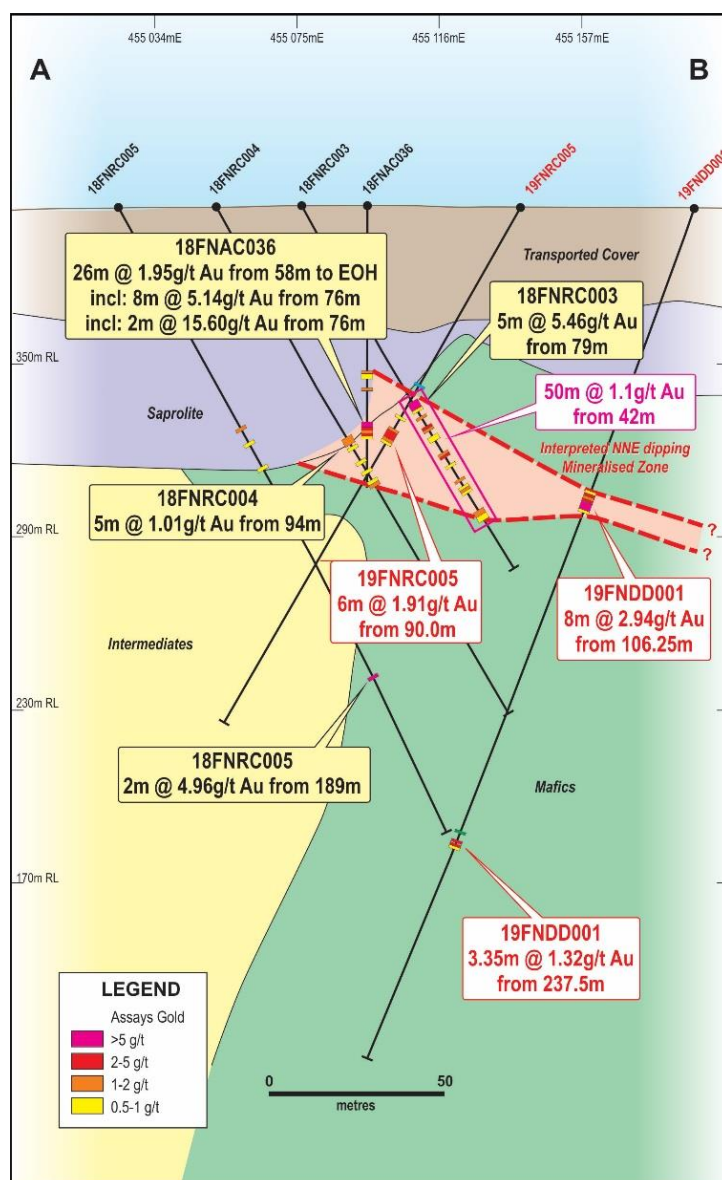 455 034mE
455 075mE
455 116mE
455 157mE
A
B
18FNRC005
18FNRC004
18FNRC003
18FNAC036
19FNRC005
19FNDD001
18FNAC036
26m @ 1.95g/t Au from 58m to EOH
incl: 8m @ 5.14g/t Au from 76m
incl: 2m @ 15.60g/t Au from 76m
Transported Cover
18FNRC003
5m @ 5.46g/t Au
from 79m
350m RL
50m @ 1.1g/t Au
from 42m
Saprolite
Interpreted NNE dipping
Mineralised Zone
18FNRC004
5m @ 1.01g/t Au from 94m
290m RL
?
?
19FNRC005
6m @ 1.91g/t Au
from 90.0m
19FNDD001
8m @ 2.94g/t Au
from 106.25m
Intermediates
230m RL
18FNRC005
2m @ 4.96g/t Au from 189m
Mafics
170m RL
19FNDD001
3.35m @ 1.32g/t Au
from 237.5m
LEGEND
Assays Gold
>5 g/t
2-5 g/t
1-2 g/t
0.5-1 g/t
0
50
metres